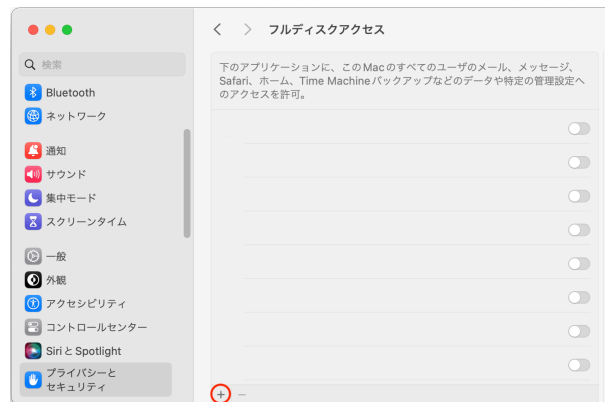 フルディスクアクセス
検索
Bluetooth
ネットワーク
通知
サウンド
集中モード
スクリーンタイム
一般
外観
アクセシビリティ
コントロールセンター
Siri と Spotlight
プライバシーと
セキュリティ
下のアプリケーションに、このMacのすべてのユーザのメール、メッセージ、
Safari、ホーム、Time Machineバックアップなどのデータや特定の管理設定へ
のアクセスを許可。